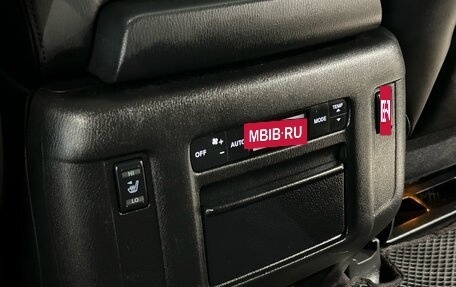 TEMP
MODE
MBIB.RU
AUTO
OFF
+
-
HI
LO